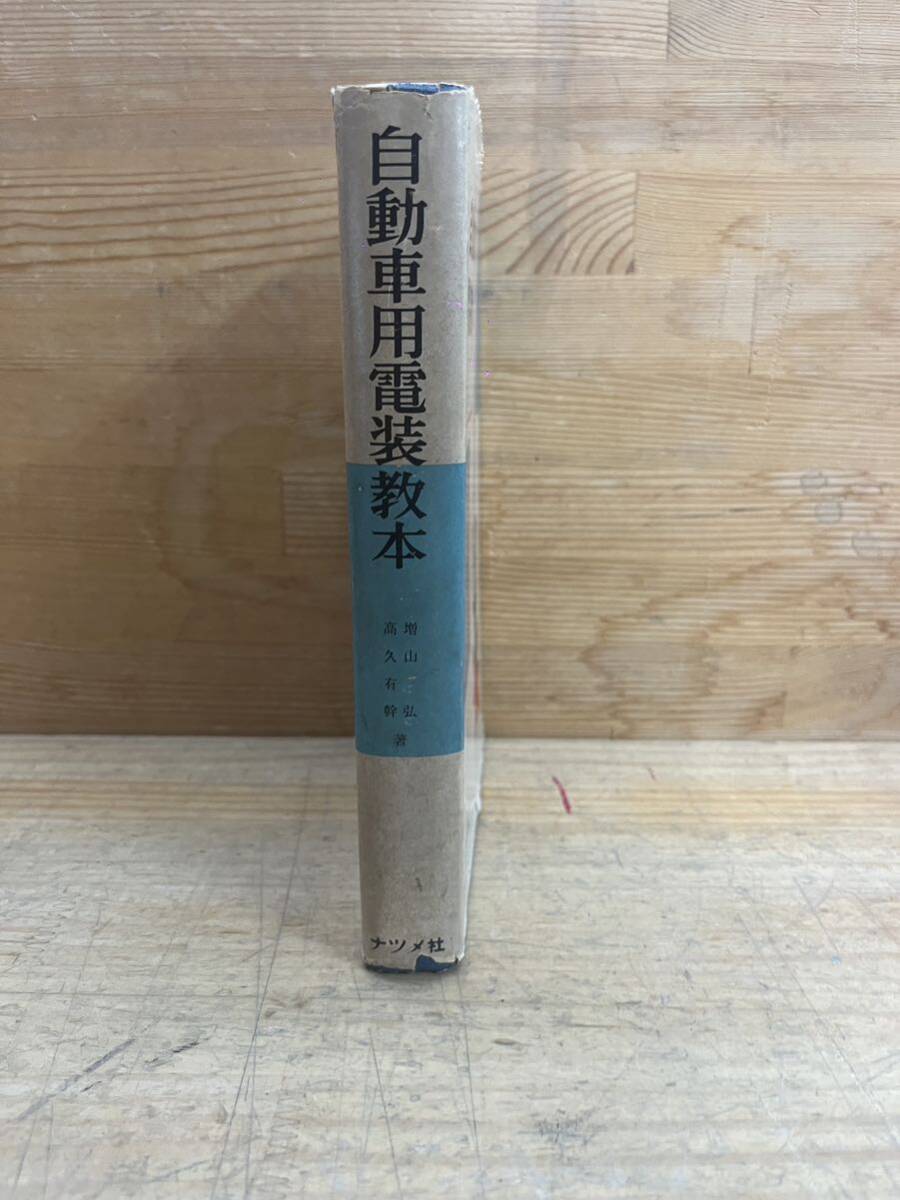 自動車用電装教本
増山一弘
高久有幹
著
ナツメ社